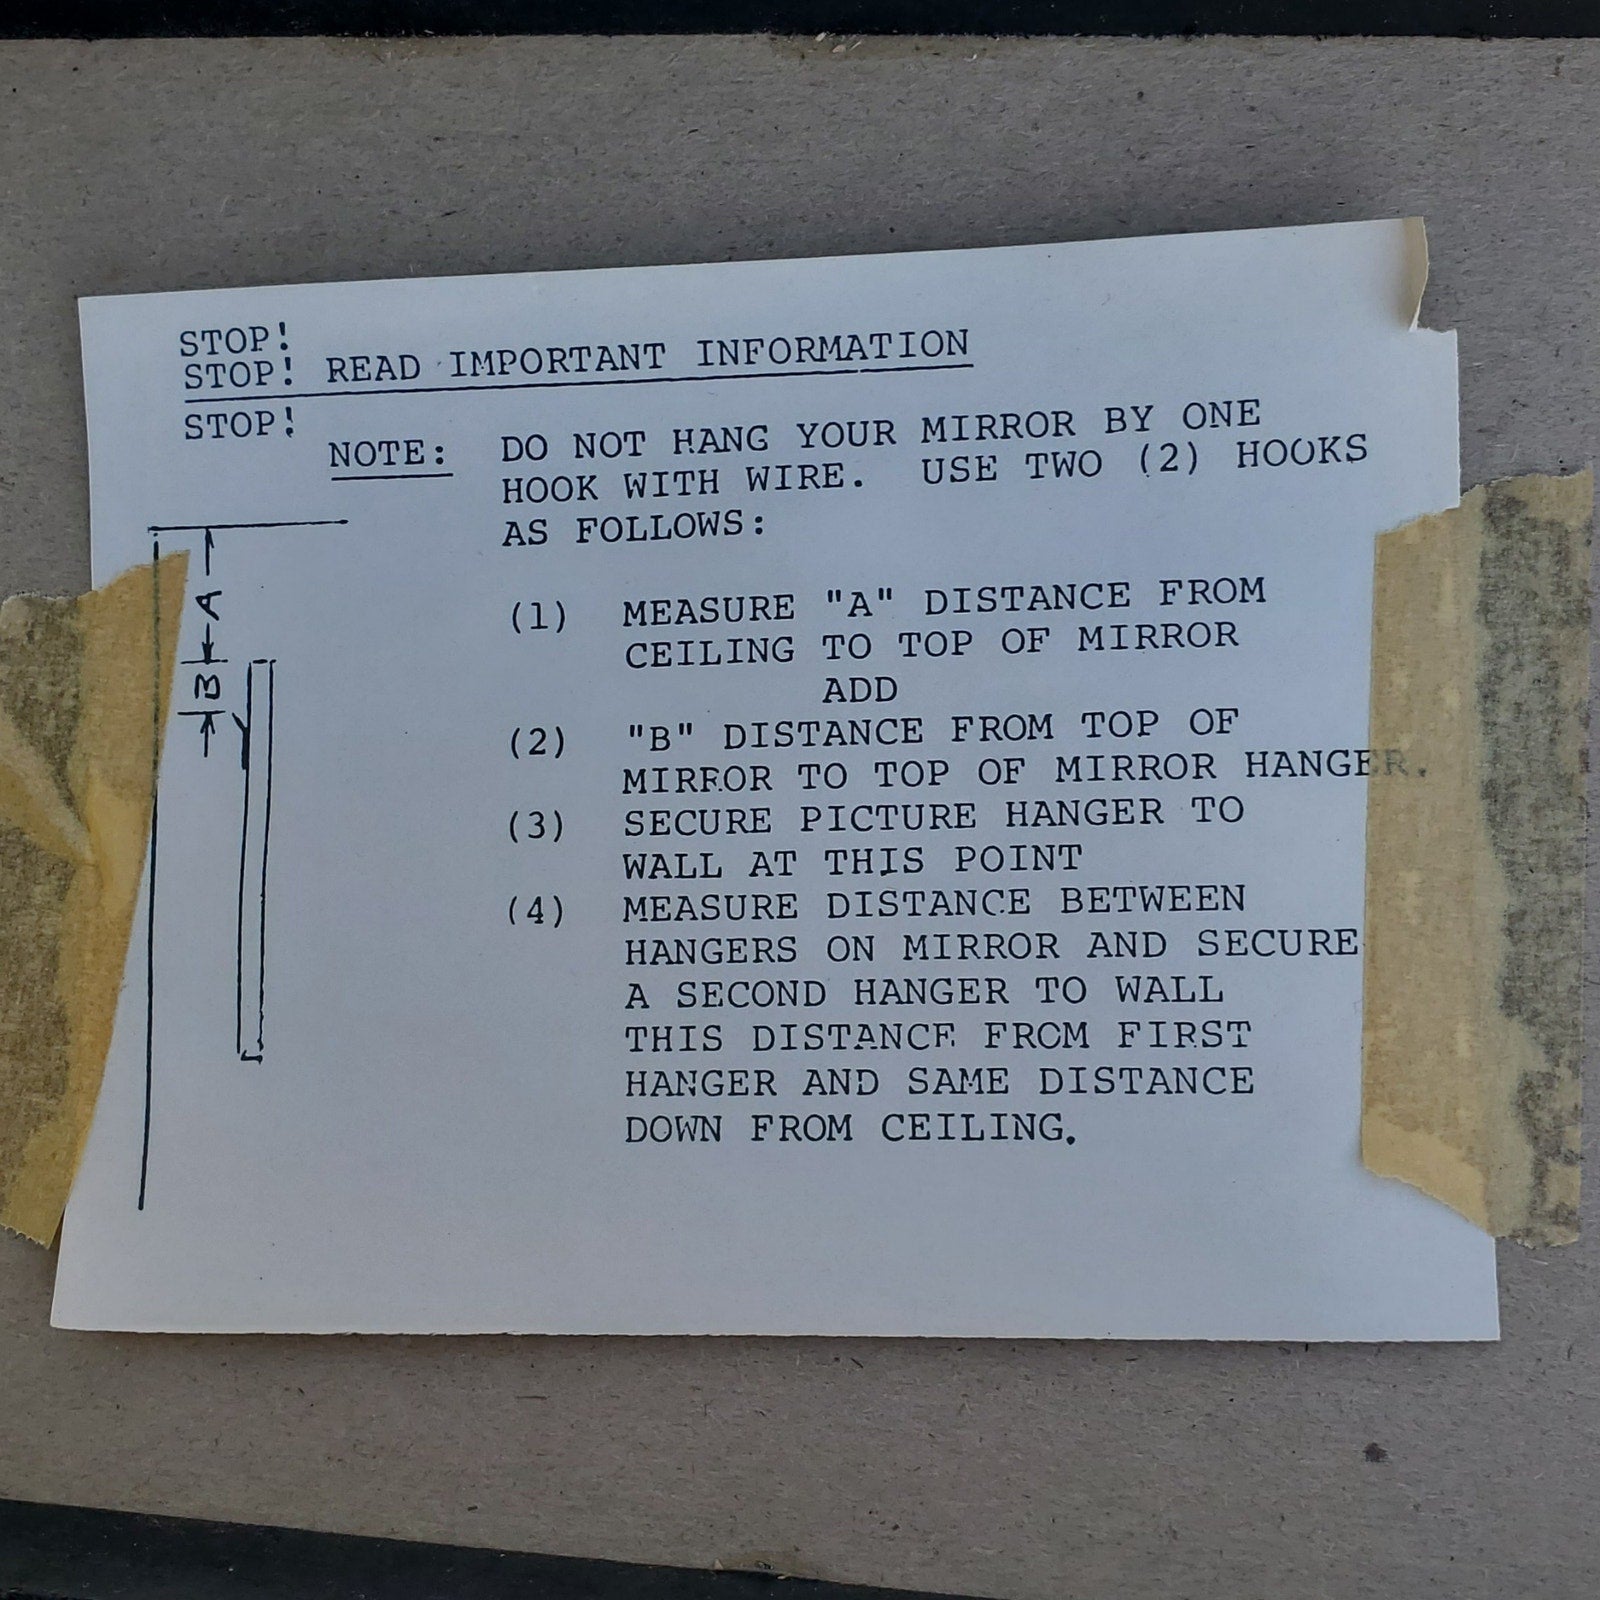 STOP!
STOP! READ IMPORTANT INFORMATION
STOP!
NOTE: DO NOT HANG YOUR MIRROR BY ONE
HOOK WITH WIRE. USE TWO (2) HOOKS
AS FOLLOWS:
A
B
(1) MEASURE "A" DISTANCE FROM
CEILING TO TOP OF MIRROR
ADD
(2) "B" DISTANCE FROM TOP OF
MIRROR TO TOP OF MIRROR HANGER.
(3) SECURE PICTURE HANGER TO
WALL AT THIS POINT
(4) MEASURE DISTANCE BETWEEN
HANGERS ON MIRROR AND SECURE
A SECOND HANGER TO WALL
THIS DISTANCE FROM FIRST
HANGER AND SAME DISTANCE
DOWN FROM CEILING.